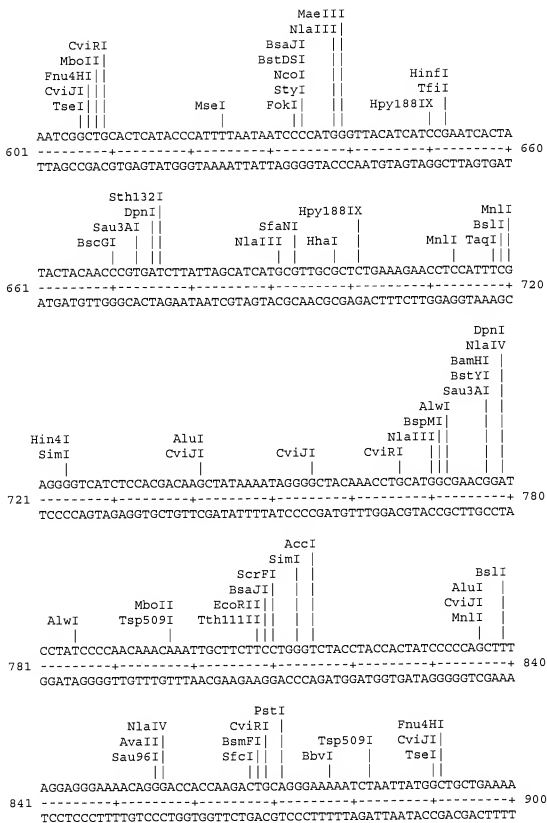 MaeIII
NlaIII
CviRI BsaJI
MboII BstDSI
Fnu4HI NcoI HinfI
CviJI StyI TfiI
TseI MseI FokI Hpy188IX
AATCGGCTGCACTCATACCCATTTTAATAATCCCCATGGGTTACATCATCCGAATCACTA
601 ---------+---------+---------+---------+---------+---------+ 660
TTAGCCGACGTGAGTATGGGTAAAATTATTAGGGGTACCCAATGTAGTAGGCTTAGTGAT
Sth132I
DpnI Hpy188IX MnlI
Sau3AI SfaNI BslI
BscGI NlaIII HhaI MnlI TaqI
TACTACAACCCGTGATCTTATTAGCATCATGCGTTGCGCTCTGAAAGAACCTCCATTTCG
661 ---------+---------+---------+---------+---------+---------+ 720
ATGATGTTGGGCACTAGAATAATCGTAGTACGCAACGCGAGACTTTCTTGGAGGTAAAGC
DpnI
NlaIV
BamHI
BstYI
Sau3AI
AlwI
BspMI
Hin4I AluI NlaIII
SimI CviJI CviJI CviRI
AGGGGTCATCTCCACGACAAGCTATAAAATAGGGGCTACAAACCTGCATGGCGAACGGAT
721 ---------+---------+---------+---------+---------+---------+ 780
TCCCCAGTAGAGGTGCTGTTCGATATTTTATCCCCGATGTTTGGACGTACCGCTTGCCTA
AccI
SimI
ScrFI BslI
BsaJI AluI
MboII EcoRII CviJI
AlwI Tsp509I Tth111II MnlI
CCTATCCCCAACAAACAAATTGCTTCTTCCTGGGTCTACCTACCACTATCCCCCAGCTTT
781 ---------+---------+---------+---------+---------+---------+ 840
GGATAGGGGTTGTTTGTTTAACGAAGAAGGACCCAGATGGATGGTGATAGGGGGTCGAAA
PstI
NlaIV CviRI Fnu4HI
AvaII BsmFI Tsp509I CviJI
Sau96I SfcI BbvI TseI
AGGAGGGAAAACAGGGACCACCAAGACTGCAGGGAAAAATCTAATTATGGCTGCTGAAAA
841 ---------+---------+---------+---------+---------+---------+ 900
TCCTCCCTTTTGTCCCTGGTGGTTCTGACGTCCCTTTTTAGATTAATACCGACGACTTTT